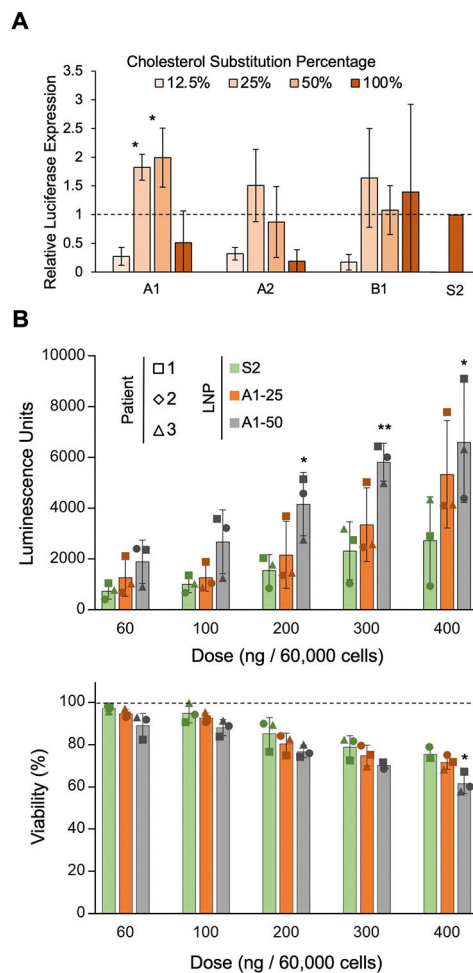 A
Cholesterol Substitution Percentage
12.5% 25% 50% 100%
Relative Luciferase Expression
3.5
3
2.5
2
1.5
1
0.5
0
* *
A1 A2 B1 S2
B
Luminescence Units
10000
8000
6000
4000
2000
0
Patient
1
2
3
LNP
S2
A1-25
A1-50
* ** *
60 100 200 300 400
Dose (ng / 60,000 cells)
Viability (%)
100
80
60
40
20
0
*
60 100 200 300 400
Dose (ng / 60,000 cells)